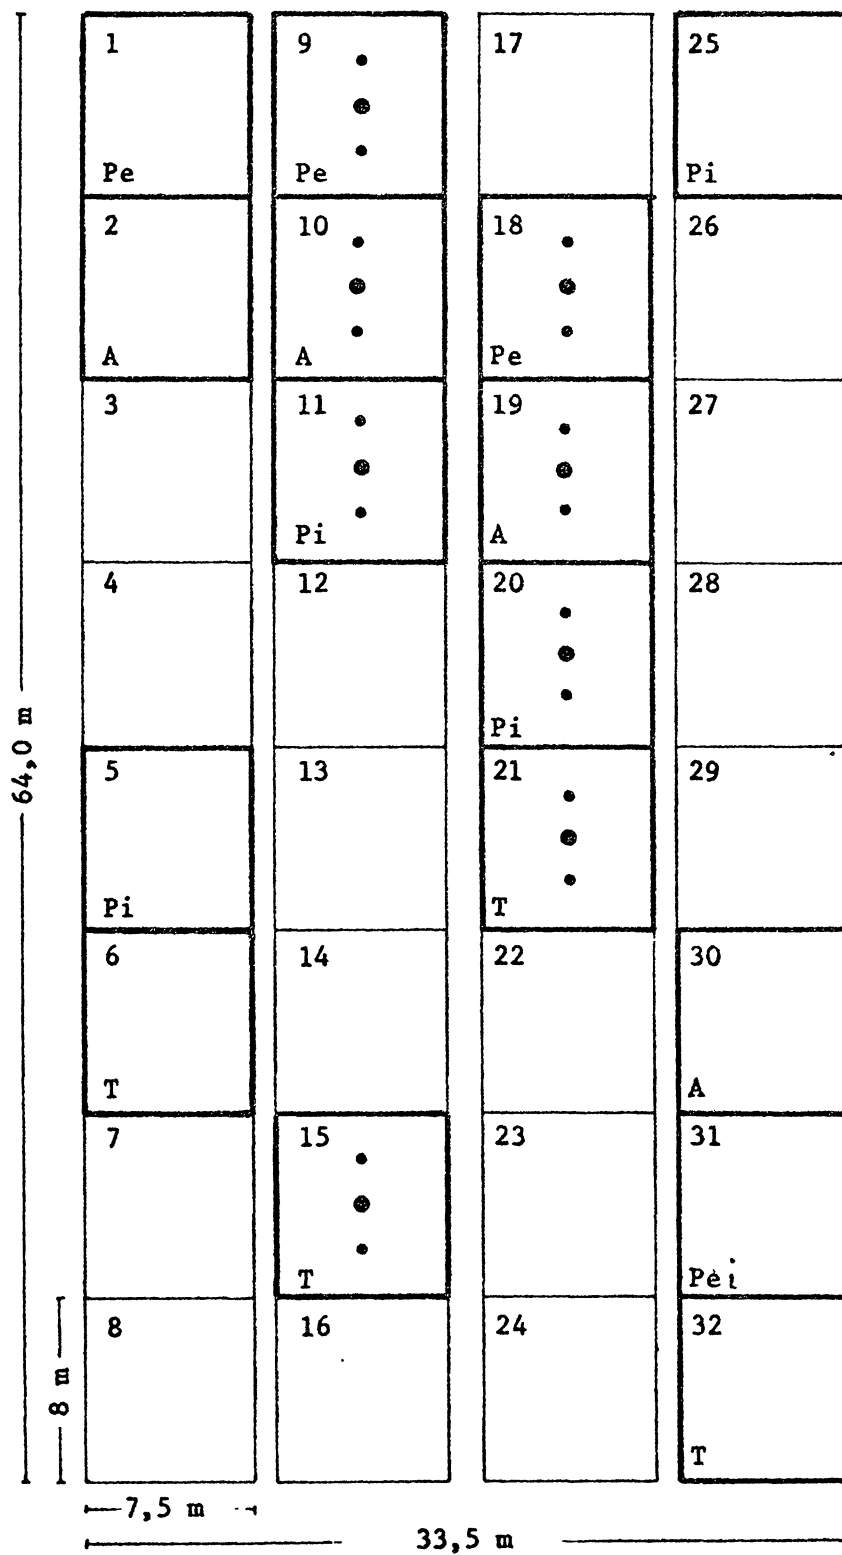 1 9 17 25
Pe Pe Pi
2 10 18 26
A A Pe
3 11 19 27
Pi A
4 12 20 28
Pi
5 13 21 29
Pi T
6 14 22 30
T A
7 15 23 31
T Pei
8 16 24 32
T
64,0 m
8 m
7,5 m
33,5 m